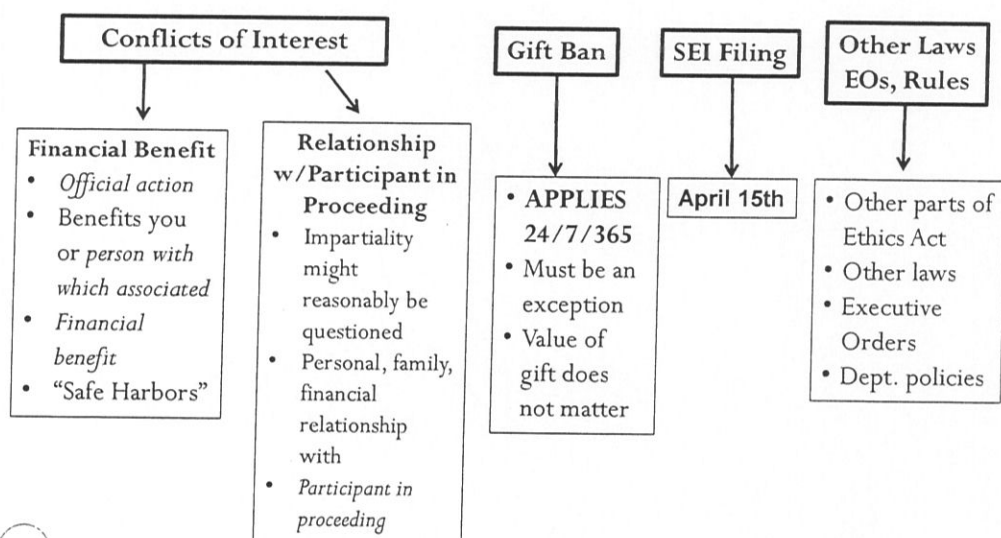 Conflicts of Interest
Financial Benefit
• Official action
• Benefits you
or person with
which associated
• Financial
benefit
• “Safe Harbors”
Relationship
w/Participant in
Proceeding
• Impartiality
might
reasonably be
questioned
• Personal, family,
financial
relationship
with
• Participant in
proceeding
Gift Ban
• APPLIES
24/7/365
• Must be an
exception
• Value of
gift does
not matter
SEI Filing
April 15th
Other Laws
EOs, Rules
• Other parts of
Ethics Act
• Other laws
• Executive
Orders
• Dept. policies